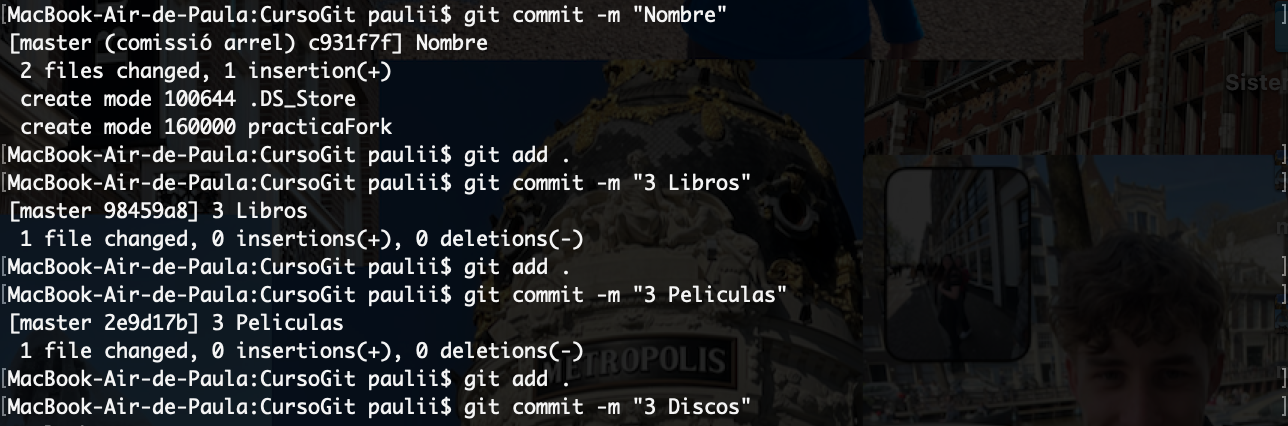 [MacBook-Air-de-Paula:CursoGit paulii$ git commit -m "Nombre" ]
[master (comissió arrel) c931f7f] Nombre
2 files changed, 1 insertion(+)
create mode 100644 .DS_Store
create mode 160000 practicaFork
[MacBook-Air-de-Paula:CursoGit paulii$ git add . ]
[MacBook-Air-de-Paula:CursoGit paulii$ git commit -m "3 Libros" ]
[master 98459a8] 3 Libros
1 file changed, 0 insertions(+), 0 deletions(-)
[MacBook-Air-de-Paula:CursoGit paulii$ git add . ]
[MacBook-Air-de-Paula:CursoGit paulii$ git commit -m "3 Peliculas" ]
[master 2e9d17b] 3 Peliculas
1 file changed, 0 insertions(+), 0 deletions(-)
[MacBook-Air-de-Paula:CursoGit paulii$ git add . ]
[MacBook-Air-de-Paula:CursoGit paulii$ git commit -m "3 Discos" ]
Siste
METROPOLIS